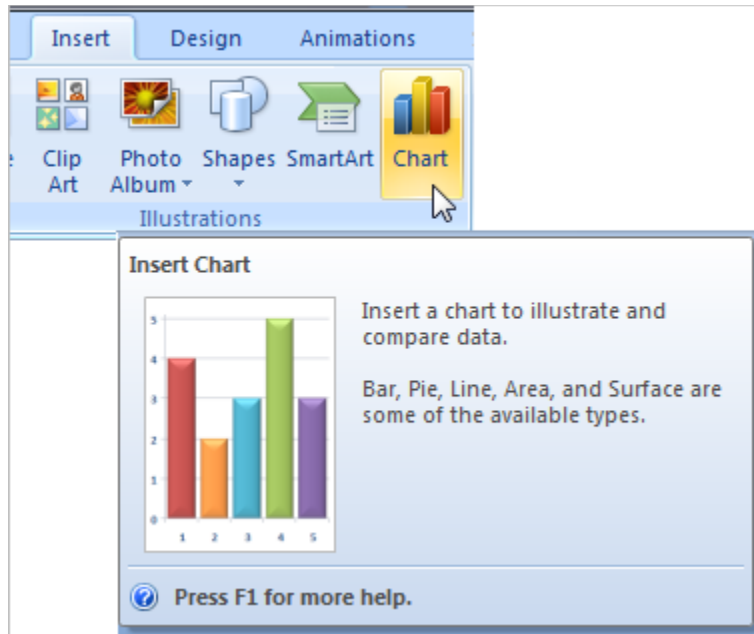 Insert Design Animations
Clip Art
Photo Album
Shapes
SmartArt
Chart
Illustrations
Insert Chart
Insert a chart to illustrate and
compare data.
Bar, Pie, Line, Area, and Surface are
some of the available types.
5
4
3
2
1
0
1 2 3 4 5
Press F1 for more help.